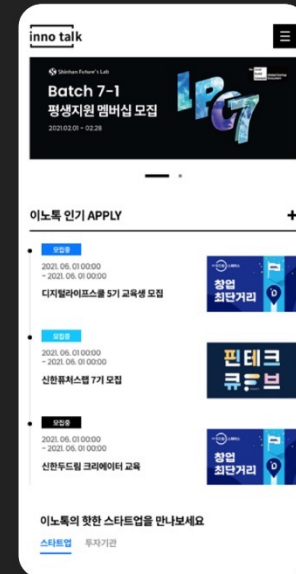 inno talk
Shinhan Future's Lab
Batch 7-1
평생지원 멤버십 모집
2021.02.01 - 02.28
LPC7
이노톡 인기 APPLY
+
모집중
2021. 06. 01 00:00
~ 2021. 06. 01 00:00
디지털라이프스쿨 5기 교육생 모집
창업
최단거리
모집중
2021. 06. 01 00:00
~ 2021. 06. 01 00:00
신한퓨처스랩 7기 모집
핀테크
큐브
모집중
2021. 06. 01 00:00
~ 2021. 06. 01 00:00
신한두드림 크리에이터 교육
창업
최단거리
이노톡의 핫한 스타트업을 만나보세요
스타트업 투자기관